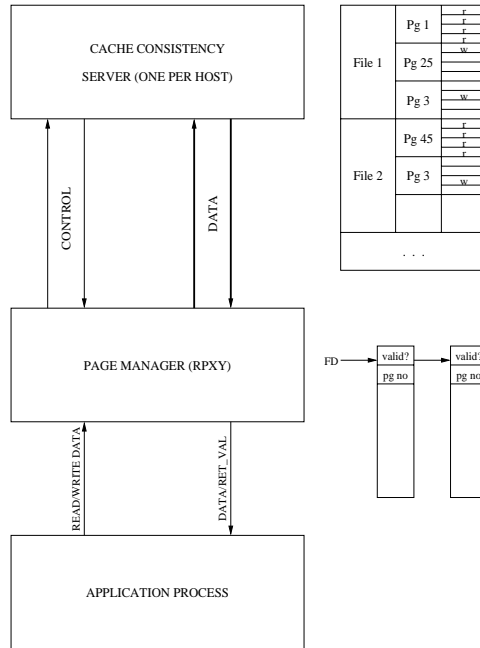 CACHE CONSISTENCY
SERVER (ONE PER HOST)
CONTROL
DATA
PAGE MANAGER (RPXY)
READ/WRITE DATA
DATA/RET_VAL
APPLICATION PROCESS
File 1
Pg 1
r
r
r
r
Pg 25
w
Pg 3
w
File 2
Pg 45
r
r
r
r
Pg 3
w
. . .
FD
valid?
pg no
valid?
pg no